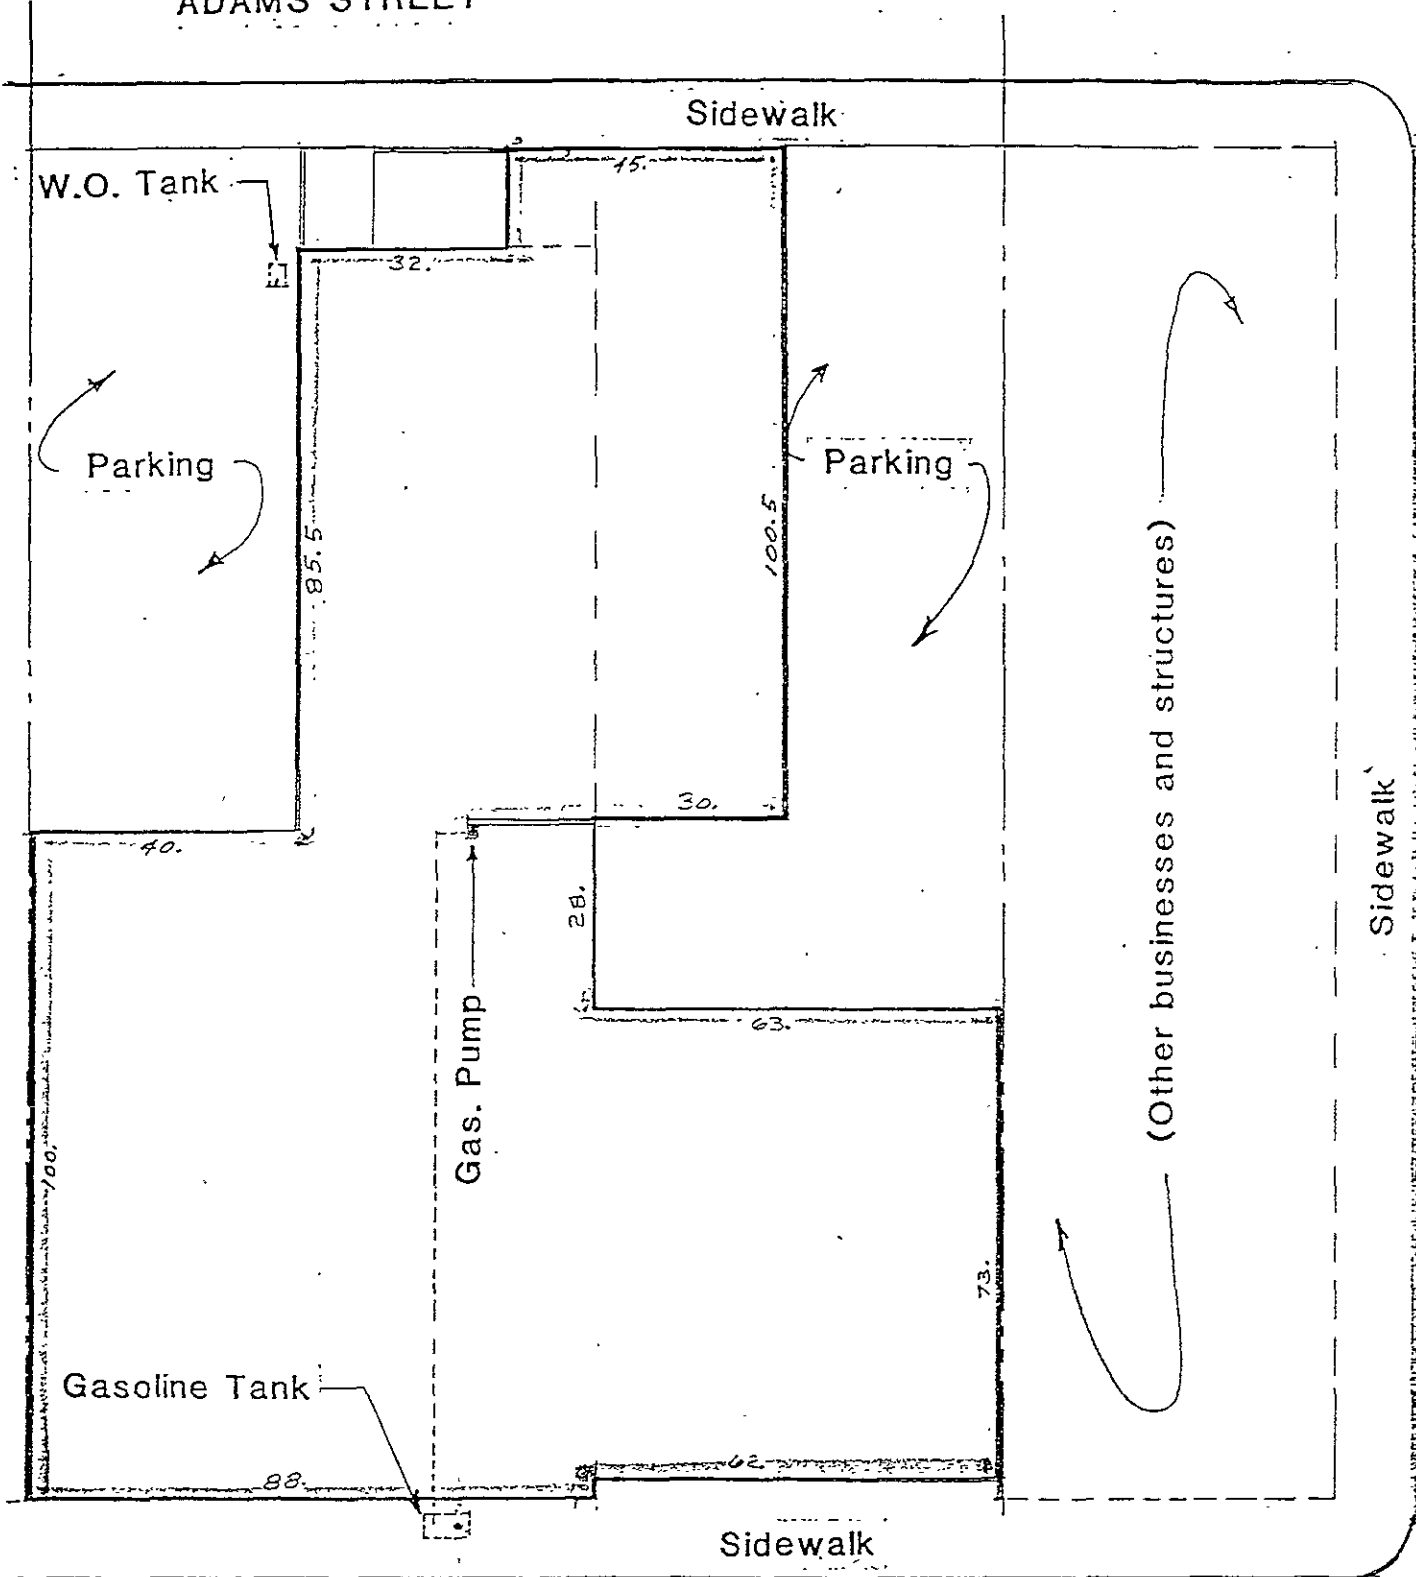 ADAMS STREET
Sidewalk
W.O. Tank
45.
32.
Parking
Parking
85.5
100.5
(Other businesses and structures)
Sidewalk
30.
40.
28.
Gas. Pump
63.
100.
73.
Gasoline Tank
62
88.
Sidewalk